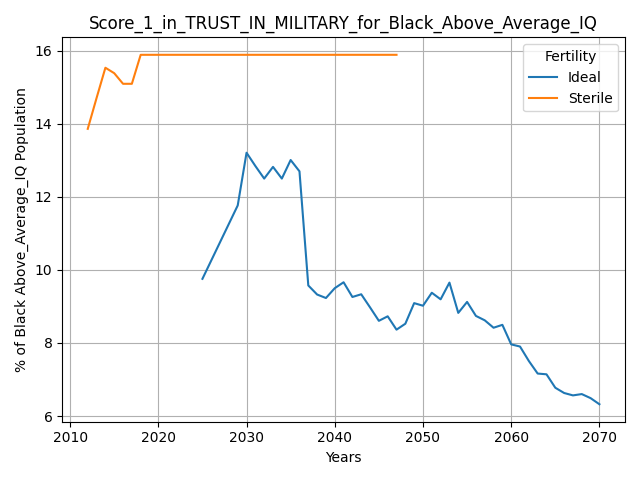 Score_1_in_TRUST_IN_MILITARY_for_Black_Above_Average_IQ
Fertility
Ideal
Sterile
% of Black Above_Average_IQ Population
16
14
12
10
8
6
2010 2020 2030 2040 2050 2060 2070
Years